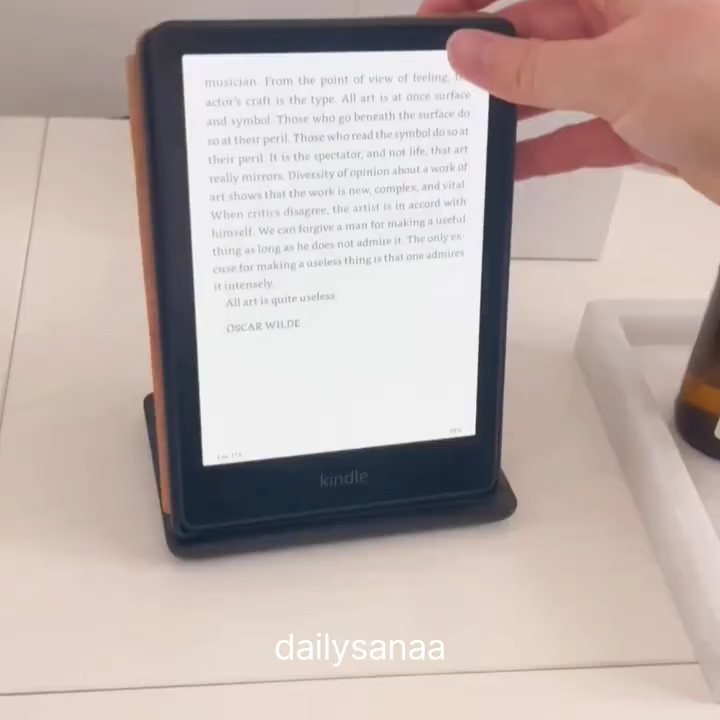 musician. From the point of view of feeling,
actor's craft is the type. All art is at once surface
and symbol. Those who go beneath the surface do
so at their peril. Those who read the symbol do so at
their peril. It is the spectator, and not life, that art
really mirrors. Diversity of opinion about a work of
art shows that the work is new, complex, and vital.
When critics disagree, the artist is in accord with
himself. We can forgive a man for making a useful
thing as long as he does not admire it. The only ex-
cuse for making a useless thing is that one admires
it intensely.
All art is quite useless.
OSCAR WILDE
kindle
dailysanaa